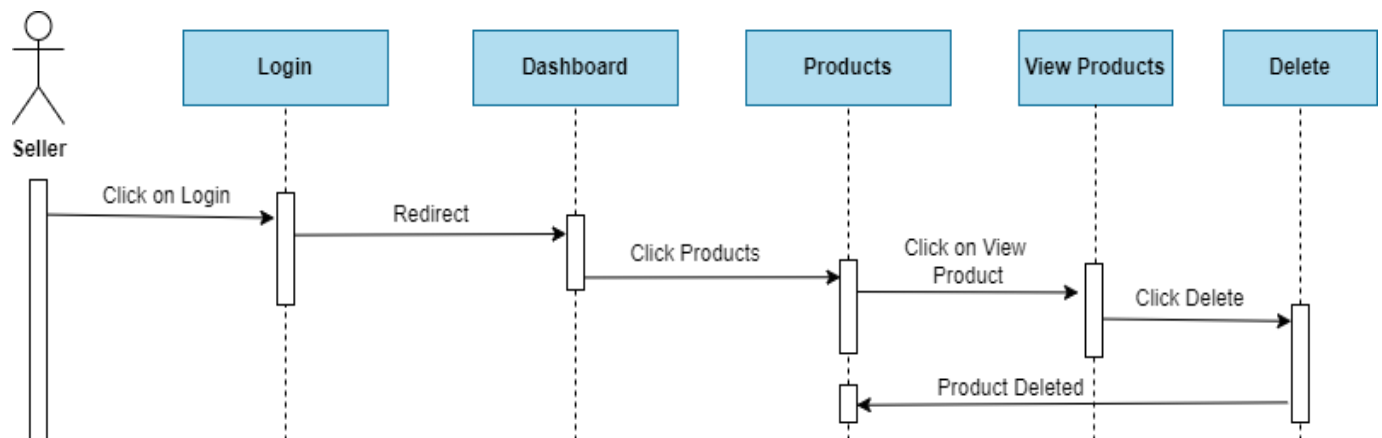 Login
Dashboard
Products
View Products
Delete
Seller
Click on Login
Redirect
Click Products
Click on View
Product
Click Delete
Product Deleted